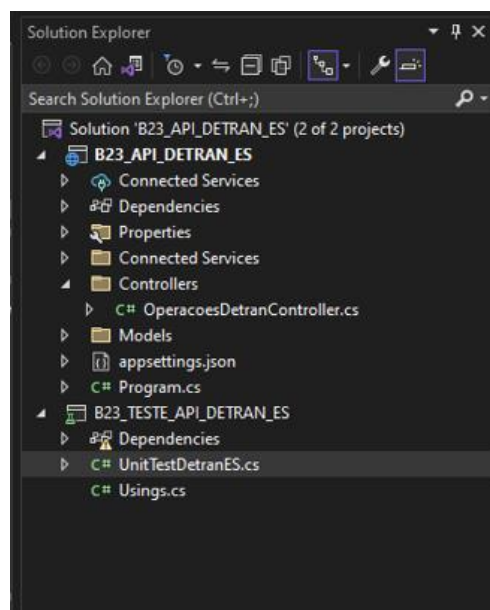 Solution Explorer
Search Solution Explorer (Ctrl+;)
Solution 'B23_API_DETRAN_ES' (2 of 2 projects)
B23_API_DETRAN_ES
Connected Services
Dependencies
Properties
Connected Services
Controllers
C# OperacoesDetranController.cs
Models
appsettings.json
C# Program.cs
B23_TESTE_API_DETRAN_ES
Dependencies
C# UnitTestDetranES.cs
C# Usings.cs